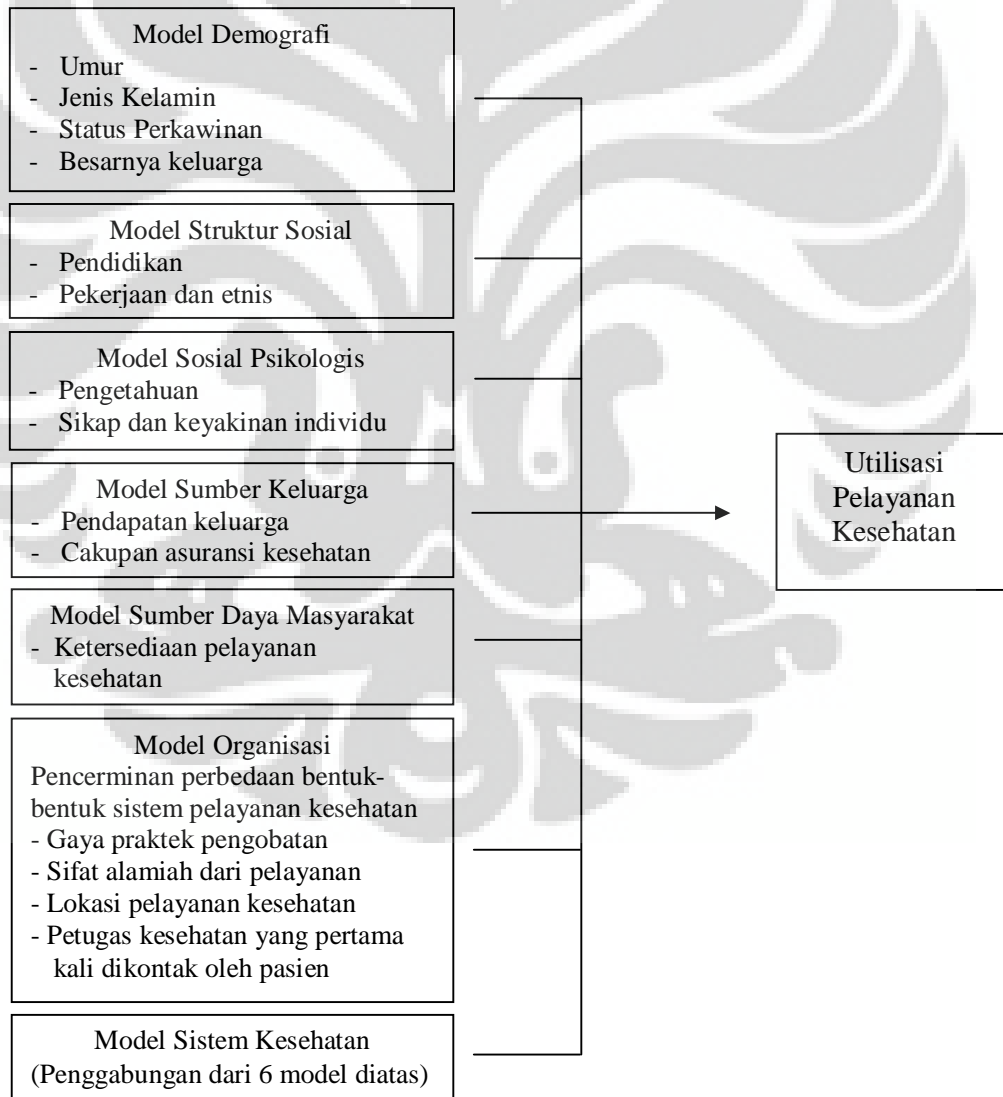 Model Demografi
- Umur
- Jenis Kelamin
- Status Perkawinan
- Besarnya keluarga
Model Struktur Sosial
- Pendidikan
- Pekerjaan dan etnis
Model Sosial Psikologis
- Pengetahuan
- Sikap dan keyakinan individu
Model Sumber Keluarga
- Pendapatan keluarga
- Cakupan asuransi kesehatan
Model Sumber Daya Masyarakat
- Ketersediaan pelayanan
kesehatan
Model Organisasi
Pencerminan perbedaan bentuk-
bentuk sistem pelayanan kesehatan
- Gaya praktek pengobatan
- Sifat alamiah dari pelayanan
- Lokasi pelayanan kesehatan
- Petugas kesehatan yang pertama
kali dikontak oleh pasien
Model Sistem Kesehatan
(Penggabungan dari 6 model diatas)
Utilisasi
Pelayanan
Kesehatan